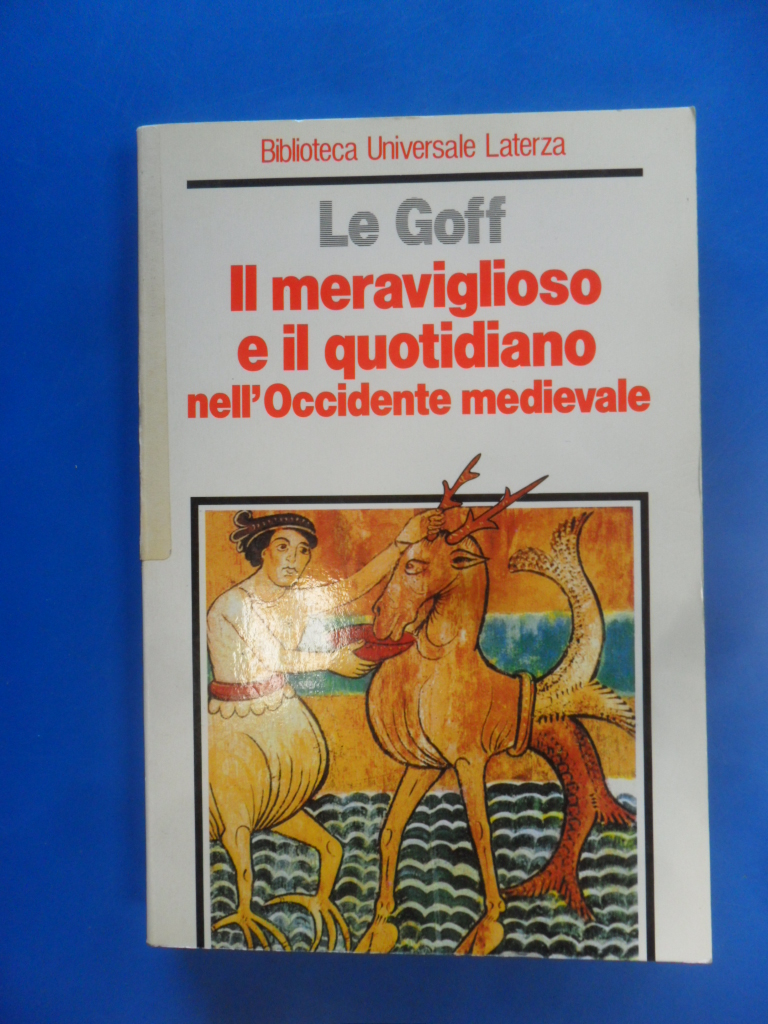 Biblioteca Universale Laterza
Le Goff
Il meraviglioso
e il quotidiano
nell'Occidente medievale